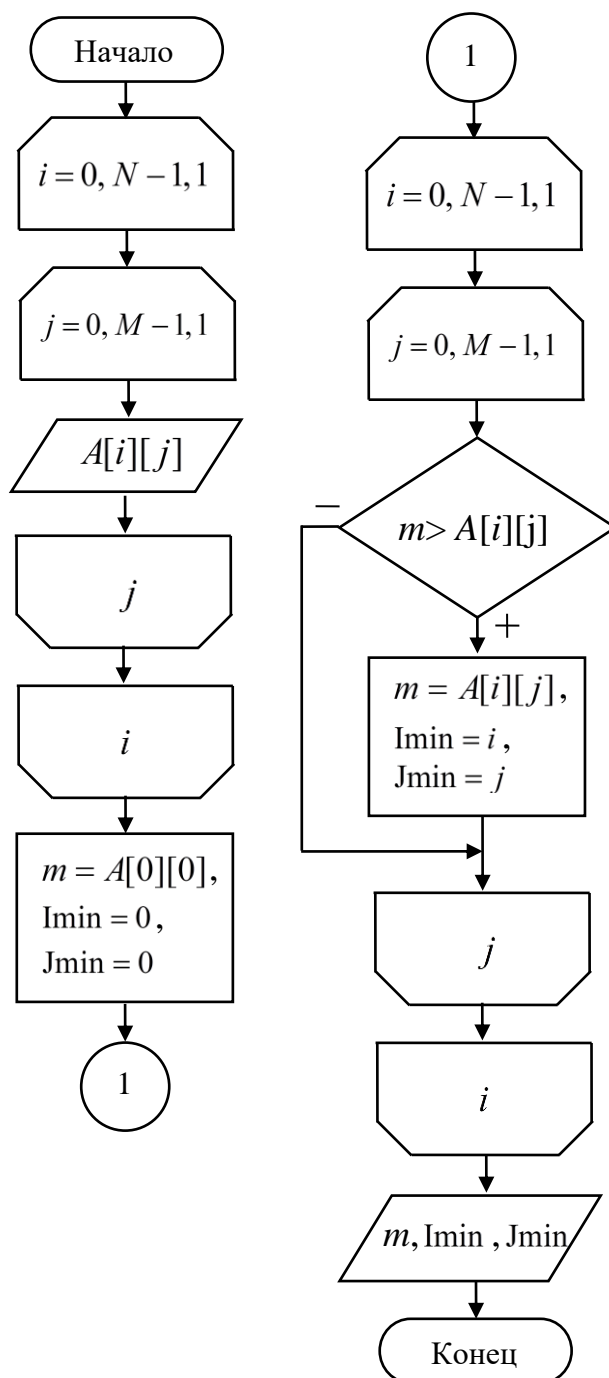 Начало
i = 0, N − 1, 1
j = 0, M − 1, 1
A[i][j]
j
i
m = A[0][0],
Imin = 0,
Jmin = 0
1
1
i = 0, N − 1, 1
j = 0, M − 1, 1
−
m> A[i][j]
+
m = A[i][j],
Imin = i,
Jmin = j
j
i
m, Imin , Jmin
Конец